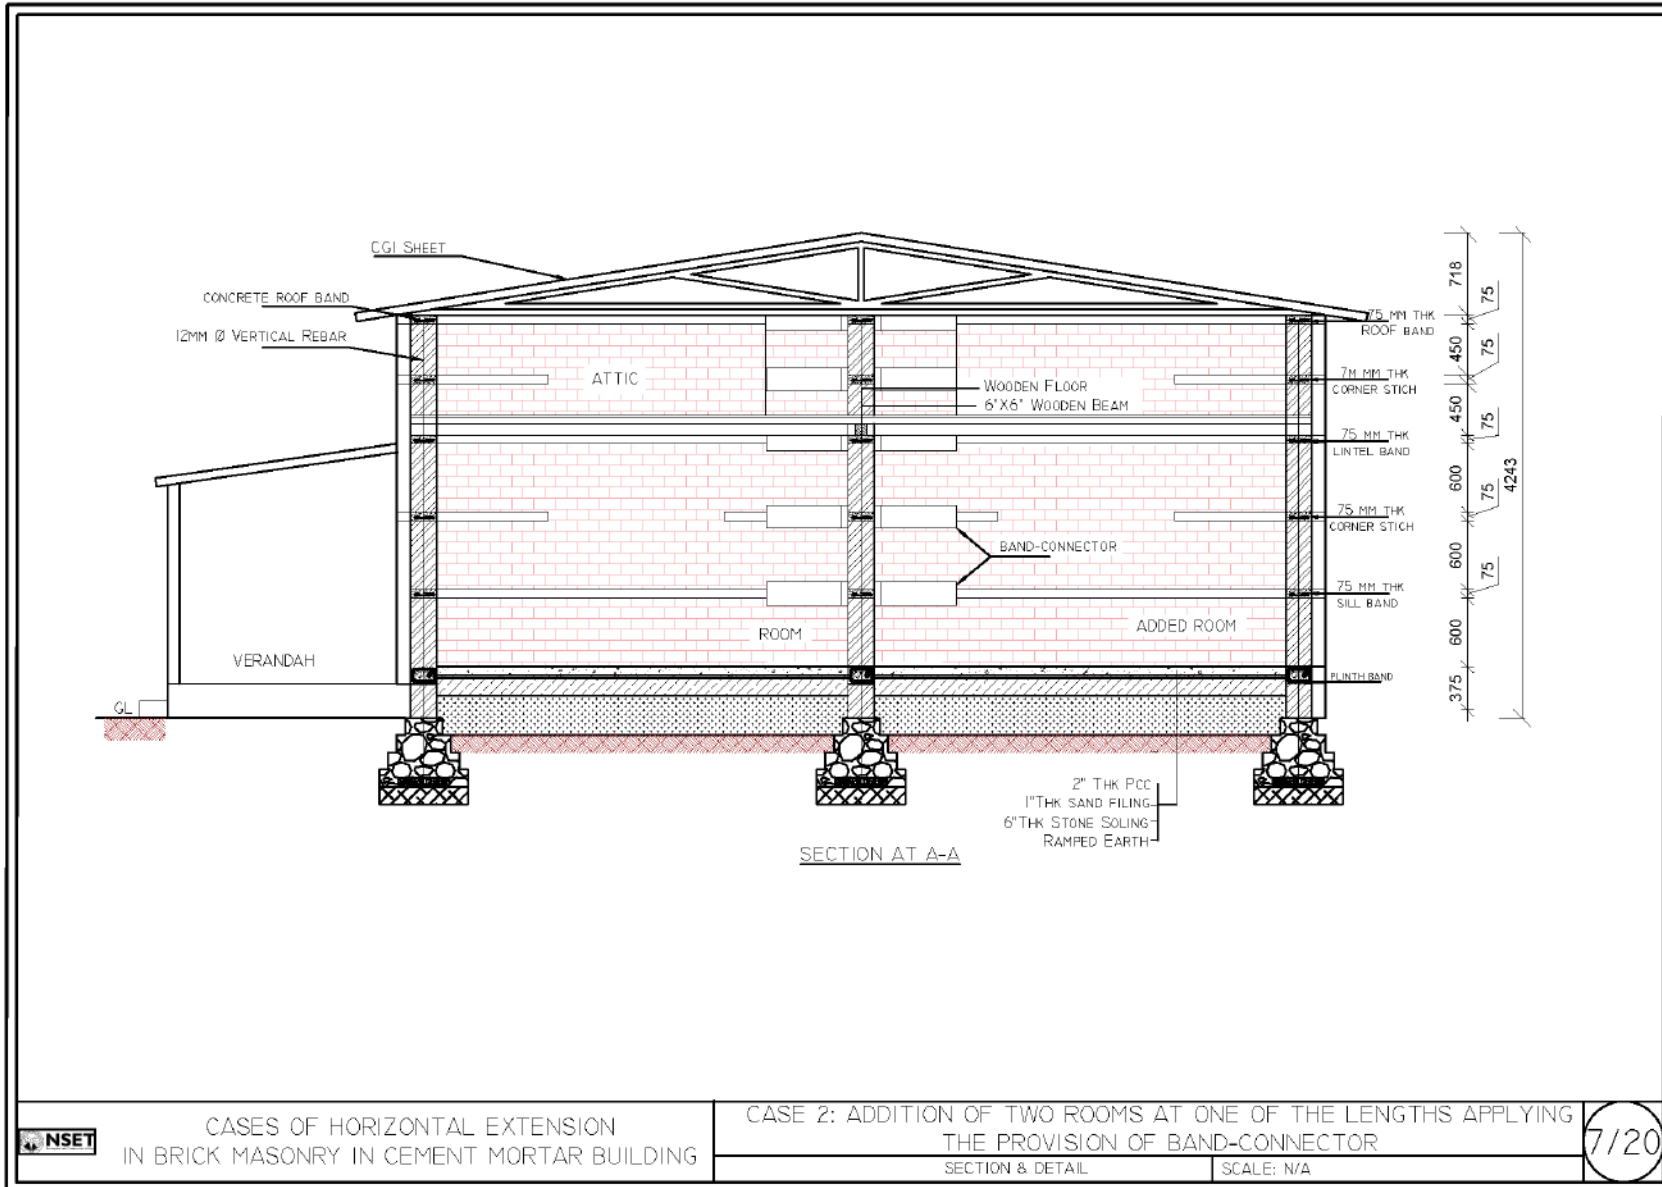 CGI SHEET
CONCRETE ROOF BAND
12MM Ø VERTICAL REBAR
ATTIC
WOODEN FLOOR
6"X6" WOODEN BEAM
BAND-CONNECTOR
ROOM
ADDED ROOM
VERANDAH
GL
75 MM THK
ROOF BAND
7M MM THK
CORNER STICH
75 MM THK
LINTEL BAND
75 MM THK
CORNER STICH
75 MM THK
SILL BAND
PLINTH BAND
718
75
450
75
450
75
600
75
600
75
600
375
4243
2" THK PCC
1"THK SAND FILING
6"THK STONE SOLING
RAMPED EARTH
SECTION AT A-A
NSET
CASES OF HORIZONTAL EXTENSION
IN BRICK MASONRY IN CEMENT MORTAR BUILDING
CASE 2: ADDITION OF TWO ROOMS AT ONE OF THE LENGTHS APPLYING
THE PROVISION OF BAND-CONNECTOR
SECTION & DETAIL
SCALE: N/A
7/20